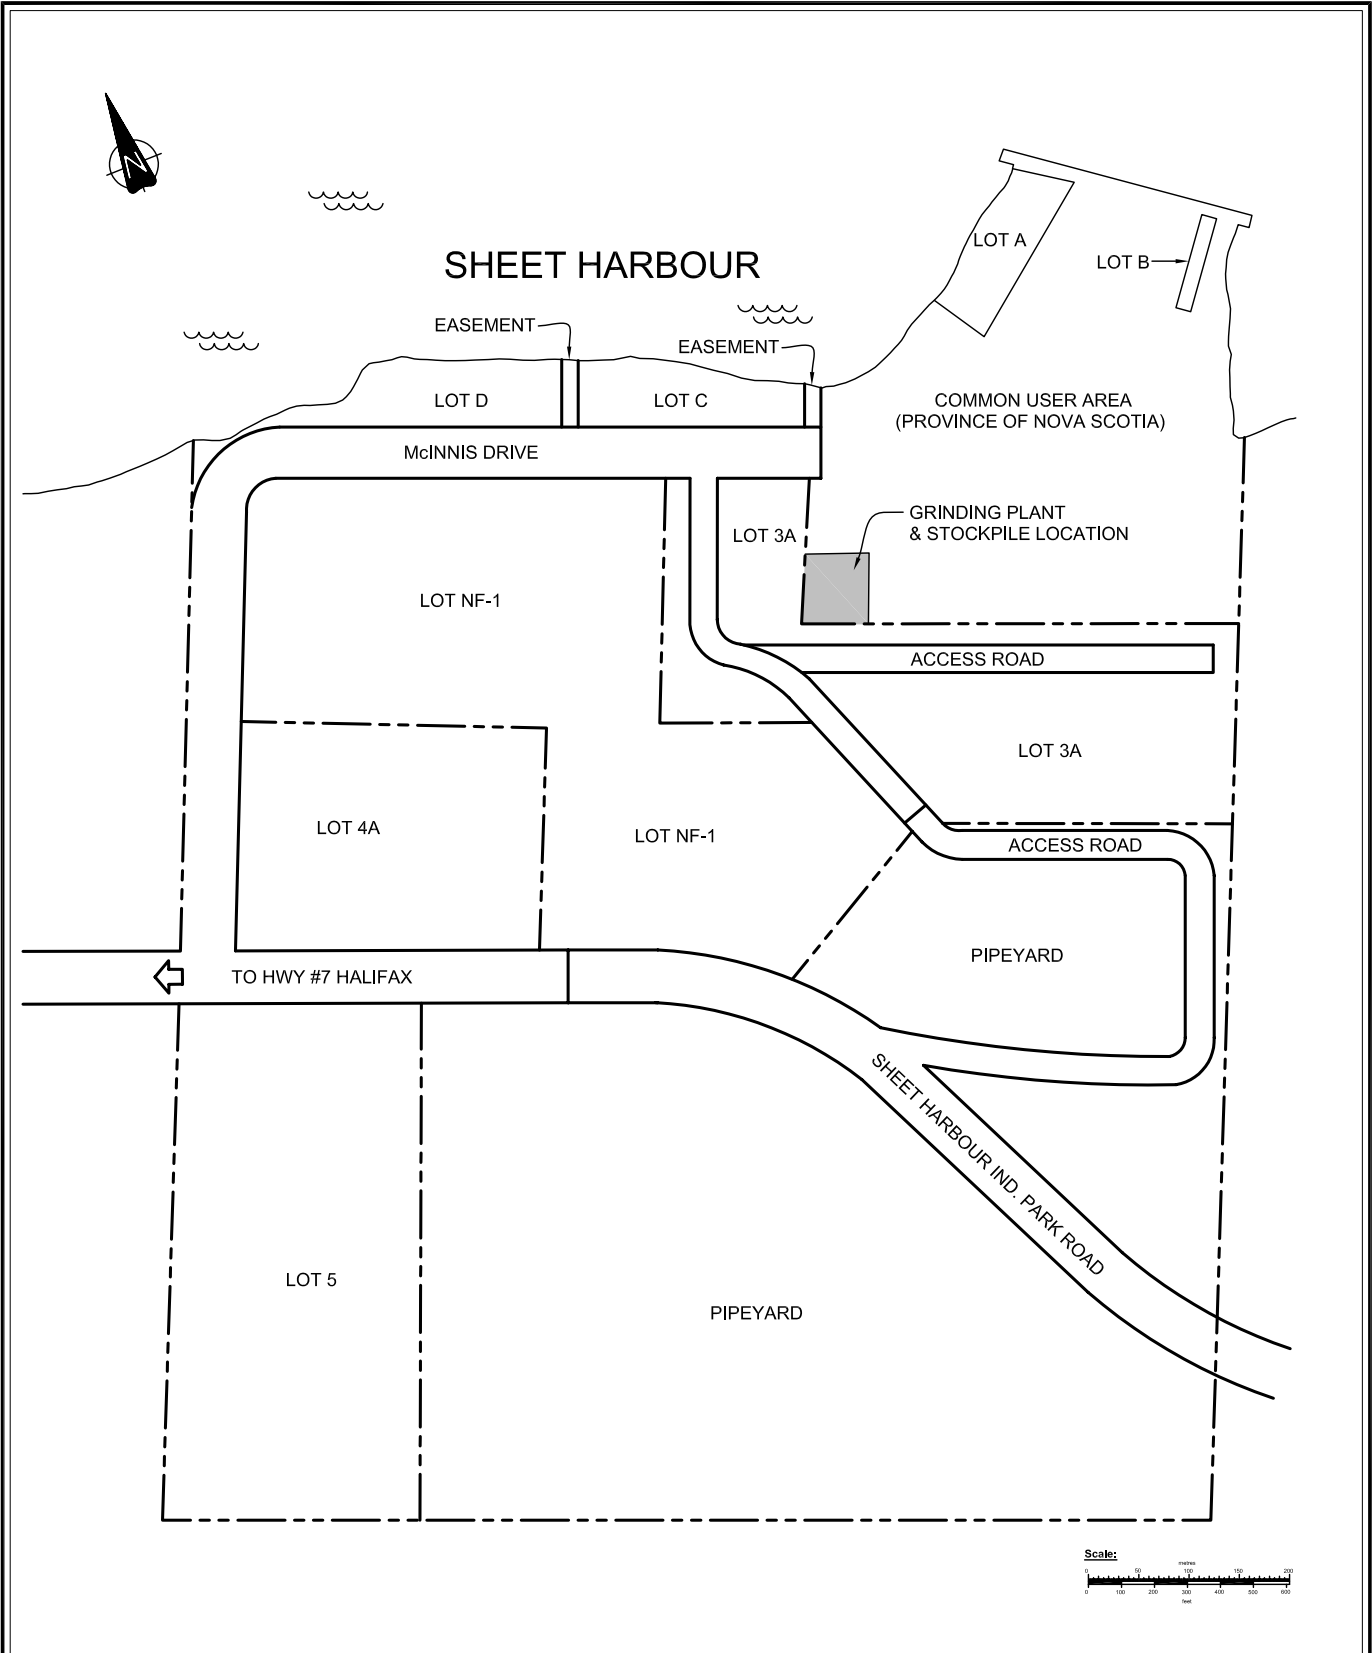 N
LOT A
LOT B
SHEET HARBOUR
EASEMENT
EASEMENT
LOT D
LOT C
COMMON USER AREA
(PROVINCE OF NOVA SCOTIA)
McINNIS DRIVE
GRINDING PLANT
& STOCKPILE LOCATION
LOT 3A
LOT NF-1
ACCESS ROAD
LOT 3A
LOT 4A
LOT NF-1
ACCESS ROAD
PIPEYARD
TO HWY #7 HALIFAX
SHEET HARBOUR IND. PARK ROAD
LOT 5
PIPEYARD
Scale:
metres
0 50 100 150 200
0 100 200 300 400 500 600
feet